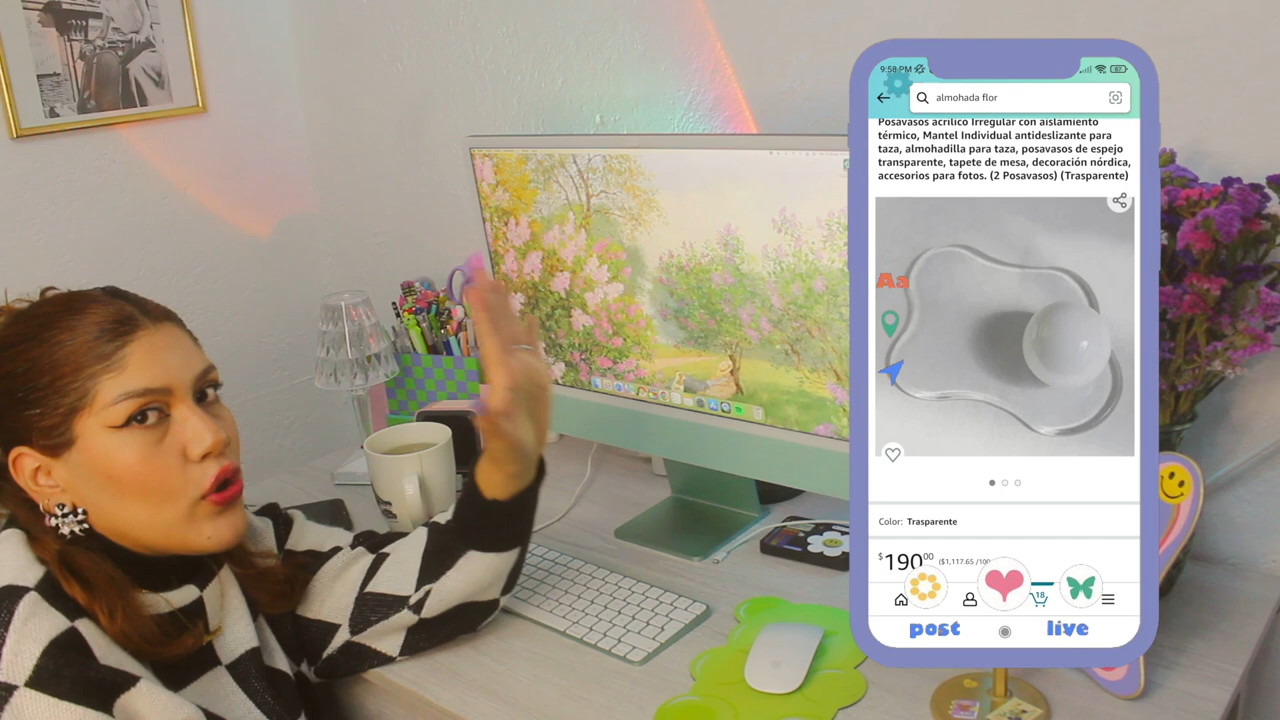 9:58 PM
87
almohada flor
Posavasos acrílico Irregular con aislamiento
térmico, Mantel Individual antideslizante para
taza, almohadilla para taza, posavasos de espejo
transparente, tapete de mesa, decoración nórdica,
accesorios para fotos. (2 Posavasos) (Trasparente)
Aa
Color: Trasparente
$19000 ($1,117.65 /100
18
post
live